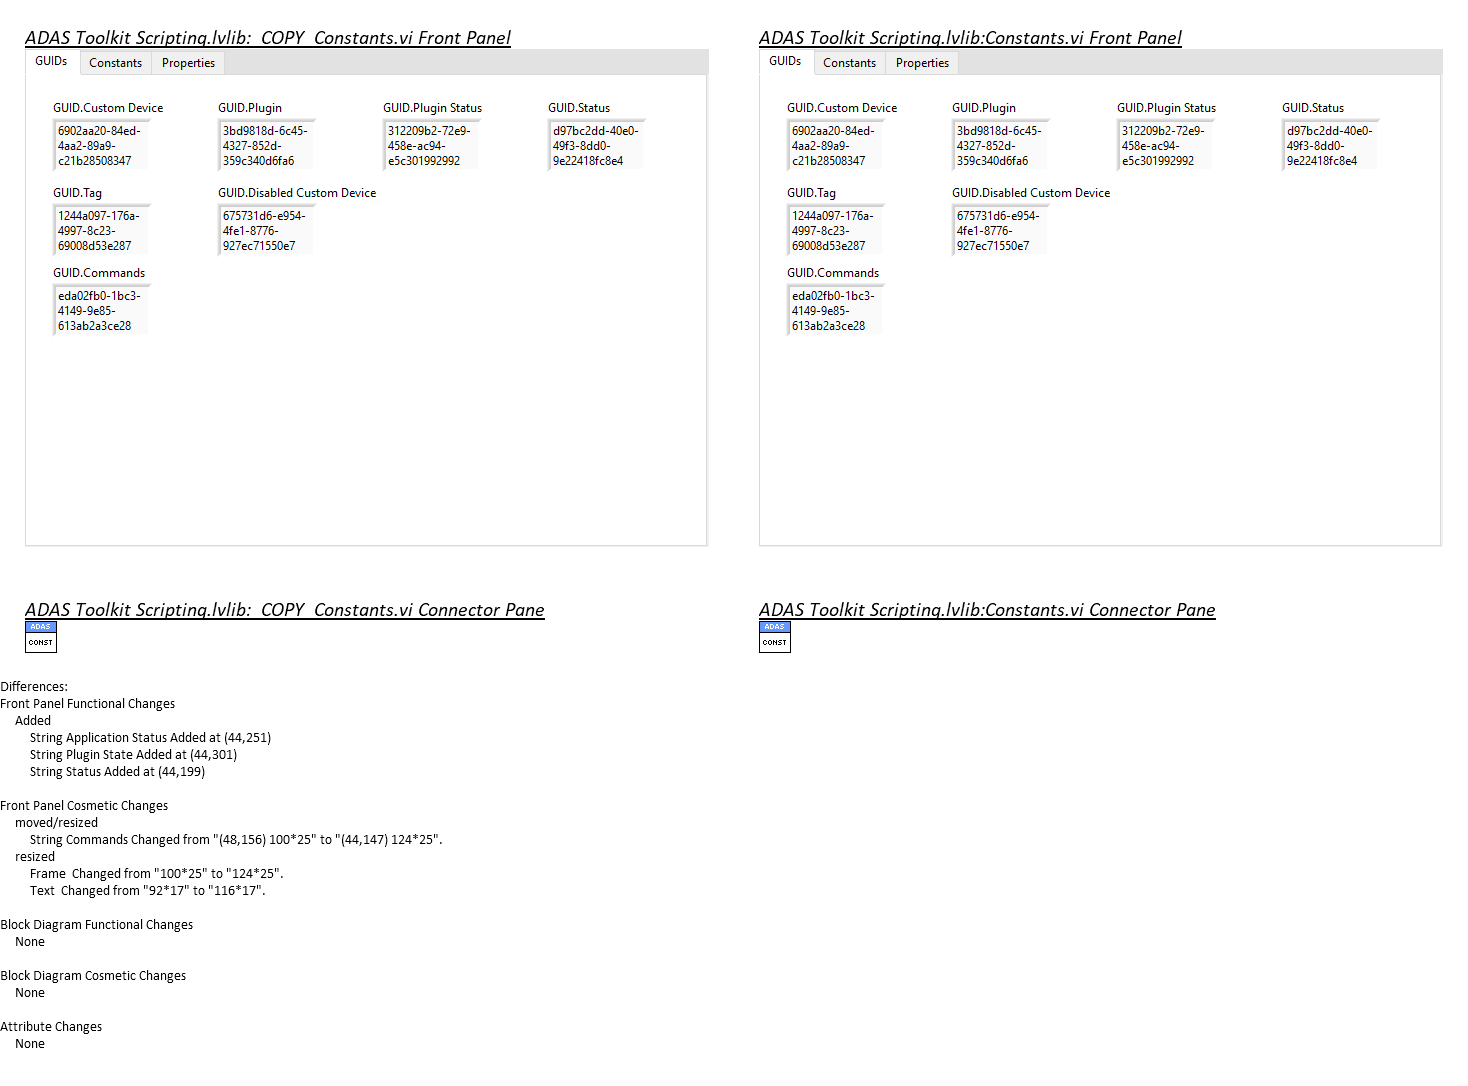 ADAS Toolkit Scripting.lvlib:_COPY_Constants.vi Front Panel
GUIDs
Constants
Properties
GUID.Custom Device
GUID.Plugin
GUID.Plugin Status
GUID.Status
6902aa20-84ed-
4aa2-89a9-
c21b28508347
3bd9818d-6c45-
4327-852d-
359c340d6fa6
312209b2-72e9-
458e-ac94-
e5c301992992
d97bc2dd-40e0-
49f3-8dd0-
9e22418fc8e4
GUID.Tag
GUID.Disabled Custom Device
1244a097-176a-
4997-8c23-
69008d53e287
675731d6-e954-
4fe1-8776-
927ec71550e7
GUID.Commands
eda02fb0-1bc3-
4149-9e85-
613ab2a3ce28
ADAS Toolkit Scripting.lvlib:Constants.vi Front Panel
GUIDs
Constants
Properties
GUID.Custom Device
GUID.Plugin
GUID.Plugin Status
GUID.Status
6902aa20-84ed-
4aa2-89a9-
c21b28508347
3bd9818d-6c45-
4327-852d-
359c340d6fa6
312209b2-72e9-
458e-ac94-
e5c301992992
d97bc2dd-40e0-
49f3-8dd0-
9e22418fc8e4
GUID.Tag
GUID.Disabled Custom Device
1244a097-176a-
4997-8c23-
69008d53e287
675731d6-e954-
4fe1-8776-
927ec71550e7
GUID.Commands
eda02fb0-1bc3-
4149-9e85-
613ab2a3ce28
ADAS Toolkit Scripting.lvlib:_COPY_Constants.vi Connector Pane
ADAS
CONST
ADAS Toolkit Scripting.lvlib:Constants.vi Connector Pane
ADAS
CONST
Differences:
Front Panel Functional Changes
Added
String Application Status Added at (44,251)
String Plugin State Added at (44,301)
String Status Added at (44,199)
Front Panel Cosmetic Changes
moved/resized
String Commands Changed from "(48,156) 100*25" to "(44,147) 124*25".
resized
Frame  Changed from "100*25" to "124*25".
Text  Changed from "92*17" to "116*17".
Block Diagram Functional Changes
None
Block Diagram Cosmetic Changes
None
Attribute Changes
None